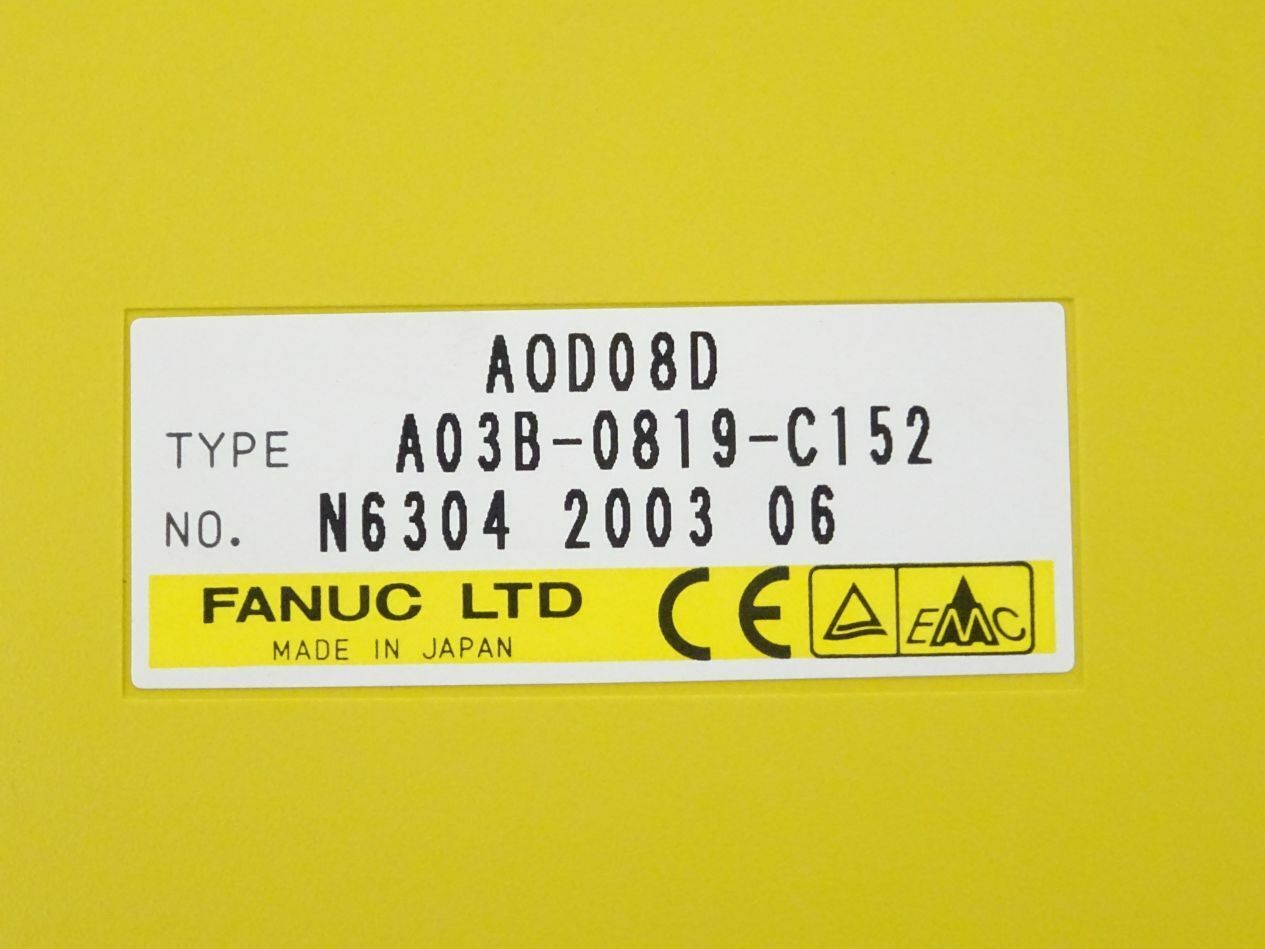 AOD08D
TYPE A03B-0819-C152
NO. N6304 2003 06
FANUC LTD CE EMC
MADE IN JAPAN